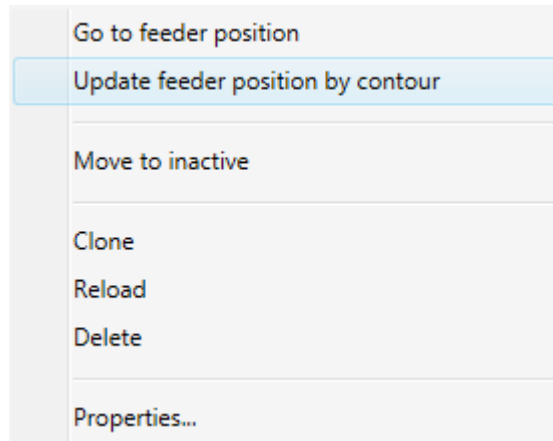 Go to feeder position
Update feeder position by contour
Move to inactive
Clone
Reload
Delete
Properties...